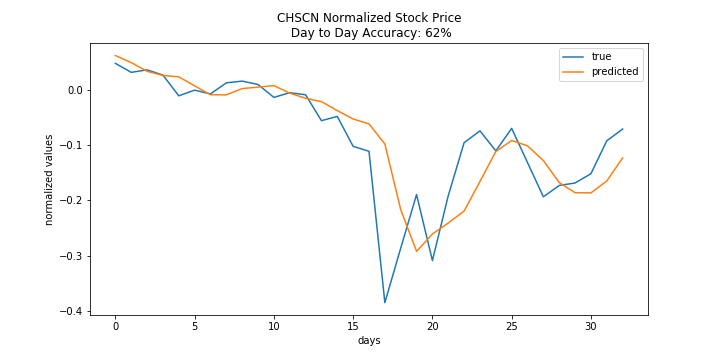 CHSCN Normalized Stock Price
Day to Day Accuracy: 62%
true
predicted
normalized values
0.0
−0.1
−0.2
−0.3
−0.4
0 5 10 15 20 25 30
days